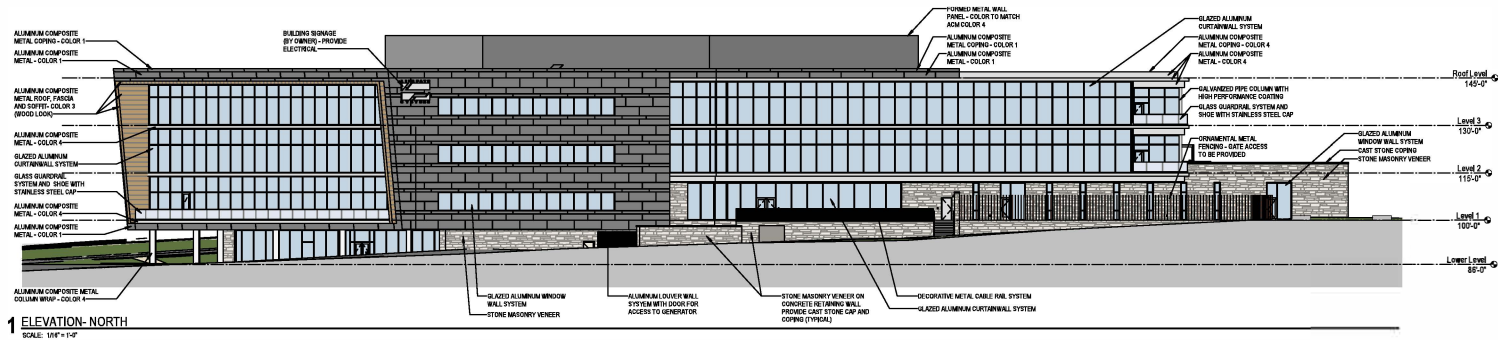 ALUMINUM COMPOSITE
METAL COPING - COLOR 1
ALUMINUM COMPOSITE
METAL - COLOR 1
ALUMINUM COMPOSITE
METAL ROOF, FASCIA
AND SOFFIT - COLOR 3
(WOOD LOOK)
ALUMINUM COMPOSITE
METAL - COLOR 4
GLAZED ALUMINUM
CURTAINWALL SYSTEM
GLASS GUARDRAIL
SYSTEM AND SHOE WITH
STAINLESS STEEL CAP
ALUMINUM COMPOSITE
METAL - COLOR 4
ALUMINUM COMPOSITE
METAL - COLOR 1
ALUMINUM COMPOSITE METAL
COLUMN WRAP - COLOR 4
BUILDING SIGNAGE
(BY OWNER) - PROVIDE
ELECTRICAL
FORMED METAL WALL
PANEL - COLOR TO MATCH
ACM COLOR 4
ALUMINUM COMPOSITE
METAL COPING - COLOR 1
ALUMINUM COMPOSITE
METAL - COLOR 1
GLAZED ALUMINUM
CURTAINWALL SYSTEM
ALUMINUM COMPOSITE
METAL COPING - COLOR 4
ALUMINUM COMPOSITE
METAL - COLOR 4
GALVANIZED PIPE COLUMN WITH
HIGH PERFORMANCE COATING
GLASS GUARDRAIL SYSTEM AND
SHOE WITH STAINLESS STEEL CAP
ORNAMENTAL METAL
FENCING - GATE ACCESS
TO BE PROVIDED
GLAZED ALUMINUM
WINDOW WALL SYSTEM
CAST STONE COPING
STONE MASONRY VENEER
Roof Level
145'-0"
Level 3
130'-0"
Level 2
115'-0"
Level 1
100'-0"
Lower Level
86'-0"
GLAZED ALUMINUM WINDOW
WALL SYSTEM
STONE MASONRY VENEER
ALUMINUM LOUVER WALL
SYSYEM WITH DOOR FOR
ACCESS TO GENERATOR
STONE MASONRY VENEER ON
CONCRETE RETAINING WALL
PROVIDE CAST STONE CAP AND
COPING (TYPICAL)
DECORATIVE METAL CABLE RAIL SYSTEM
GLAZED ALUMINUM CURTAINWALL SYSTEM
1 ELEVATION- NORTH
SCALE: 1/16" = 1'-0"